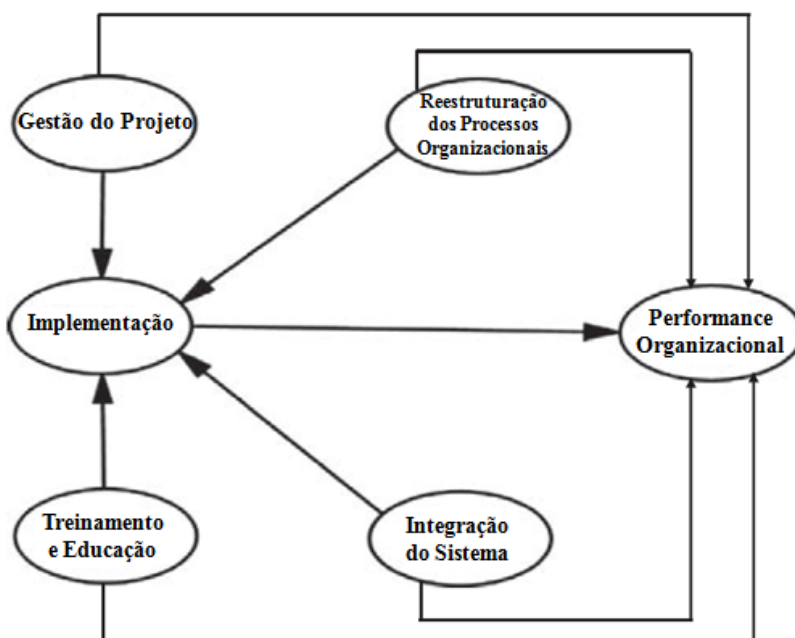 Gestão do Projeto
Reestruturação
dos Processos
Organizacionais
Implementação
Performance
Organizacional
Treinamento
e Educação
Integração
do Sistema